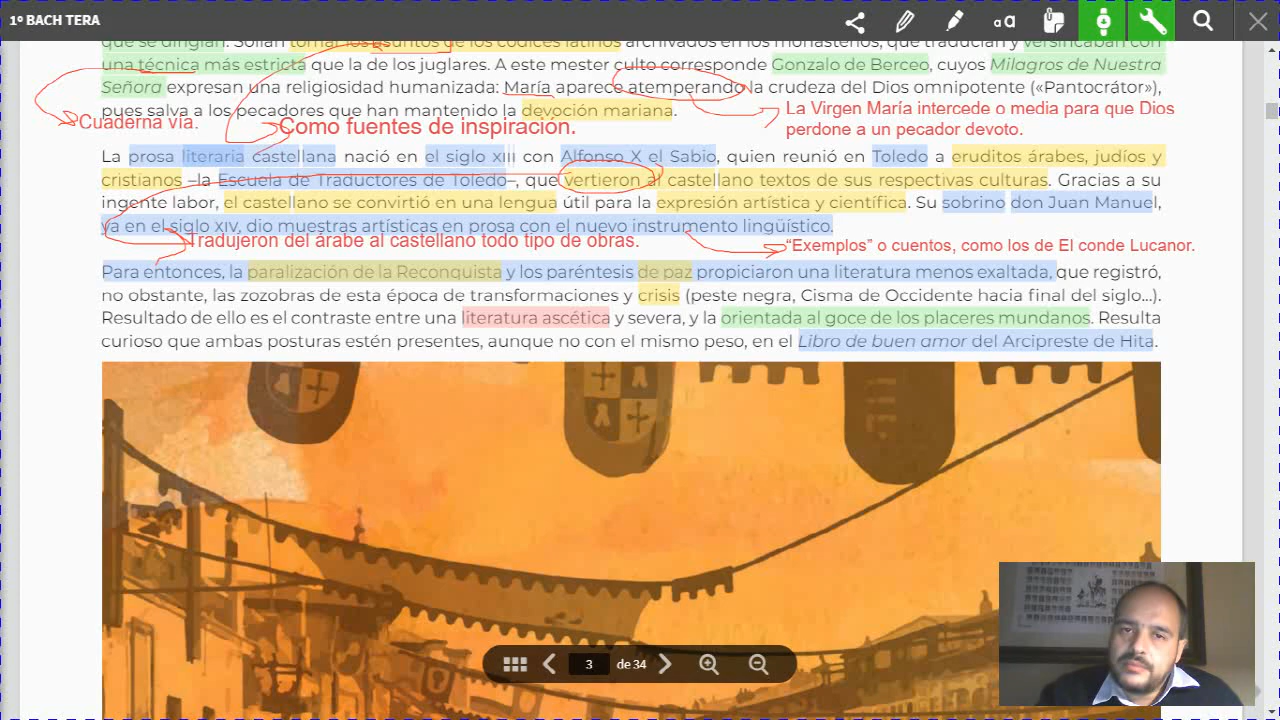 1º BACH TERA
aa
que se dirigían. Solían tomar los asuntos de los códices latinos archivados en los monasterios, que traducían y versificaban con
una técnica más estricta que la de los juglares. A este mester culto corresponde Gonzalo de Berceo, cuyos Milagros de Nuestra
Señora expresan una religiosidad humanizada: María aparece atemperando la crudeza del Dios omnipotente («Pantocrátor»),
pues salva a los pecadores que han mantenido la devoción mariana.
La Virgen María intercede o media para que Dios
perdone a un pecador devoto.
Cuaderna vía.
Como fuentes de inspiración.
La prosa literaria castellana nació en el siglo XIII con Alfonso X el Sabio, quien reunió en Toledo a eruditos árabes, judíos y
cristianos –la Escuela de Traductores de Toledo–, que vertieron al castellano textos de sus respectivas culturas. Gracias a su
ingente labor, el castellano se convirtió en una lengua útil para la expresión artística y científica. Su sobrino don Juan Manuel,
ya en el siglo XIV, dio muestras artísticas en prosa con el nuevo instrumento lingüístico.
Tradujeron del árabe al castellano todo tipo de obras.
“Exemplos” o cuentos, como los de El conde Lucanor.
Para entonces, la paralización de la Reconquista y los paréntesis de paz propiciaron una literatura menos exaltada, que registró,
no obstante, las zozobras de esta época de transformaciones y crisis (peste negra, Cisma de Occidente hacia final del siglo...).
Resultado de ello es el contraste entre una literatura ascética y severa, y la orientada al goce de los placeres mundanos. Resulta
curioso que ambas posturas estén presentes, aunque no con el mismo peso, en el Libro de buen amor del Arcipreste de Hita.
3 de 34